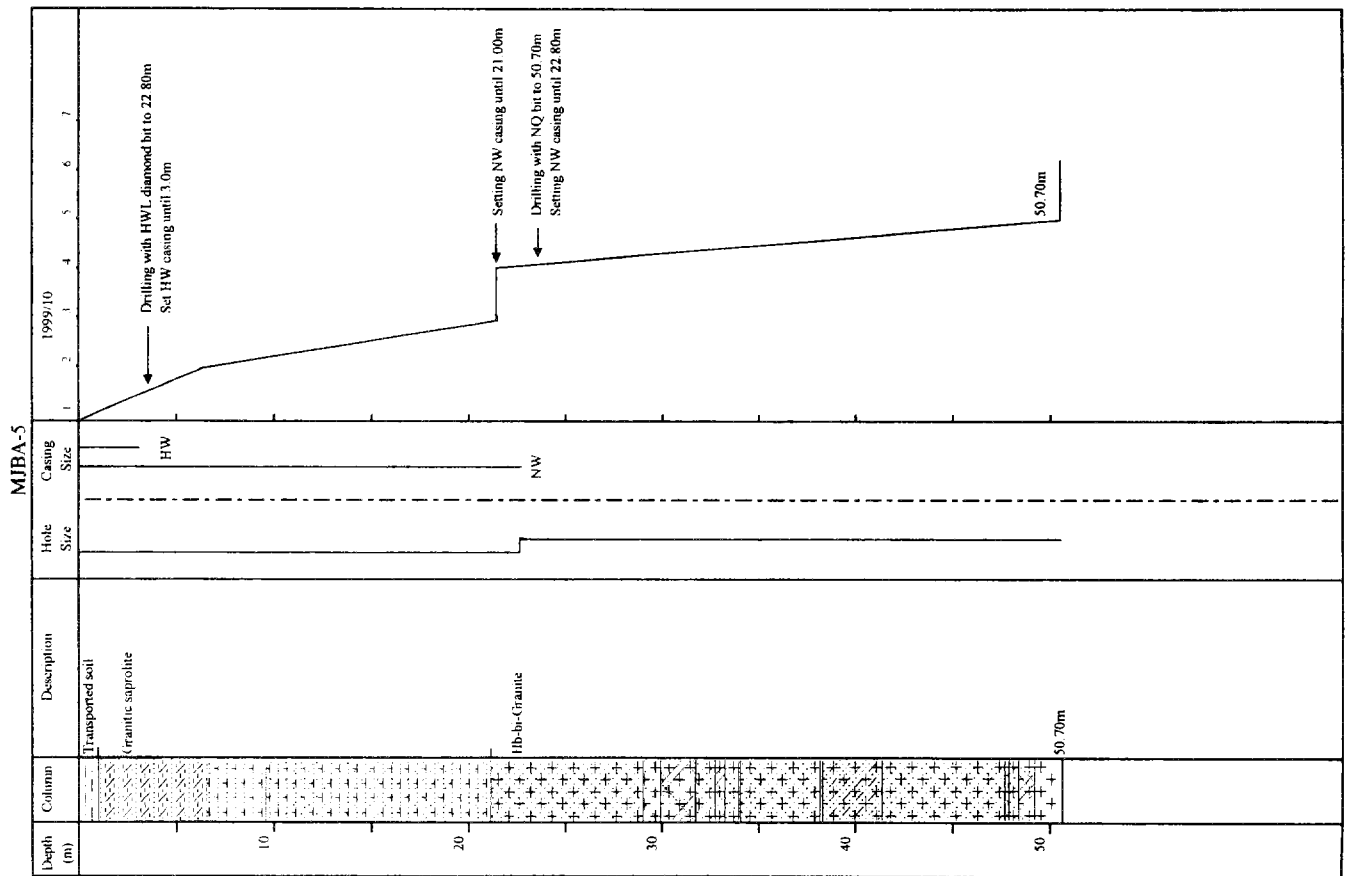 MJBA-5
Depth
(m)
Column
Description
Hole
Size
Casing
Size
1999/10
1 2 3 4 5 6 7
Transported soil
Granitic saprolite
HW
Drilling with HWL diamond bit to 22.80m
Set HW casing until 3.0m
10
20
Hb-bi-Granite
NW
Setting NW casing until 21.00m
Drilling with NQ bit to 50.70m
Setting NW casing until 22.80m
30
40
50
50.70m
50.70m